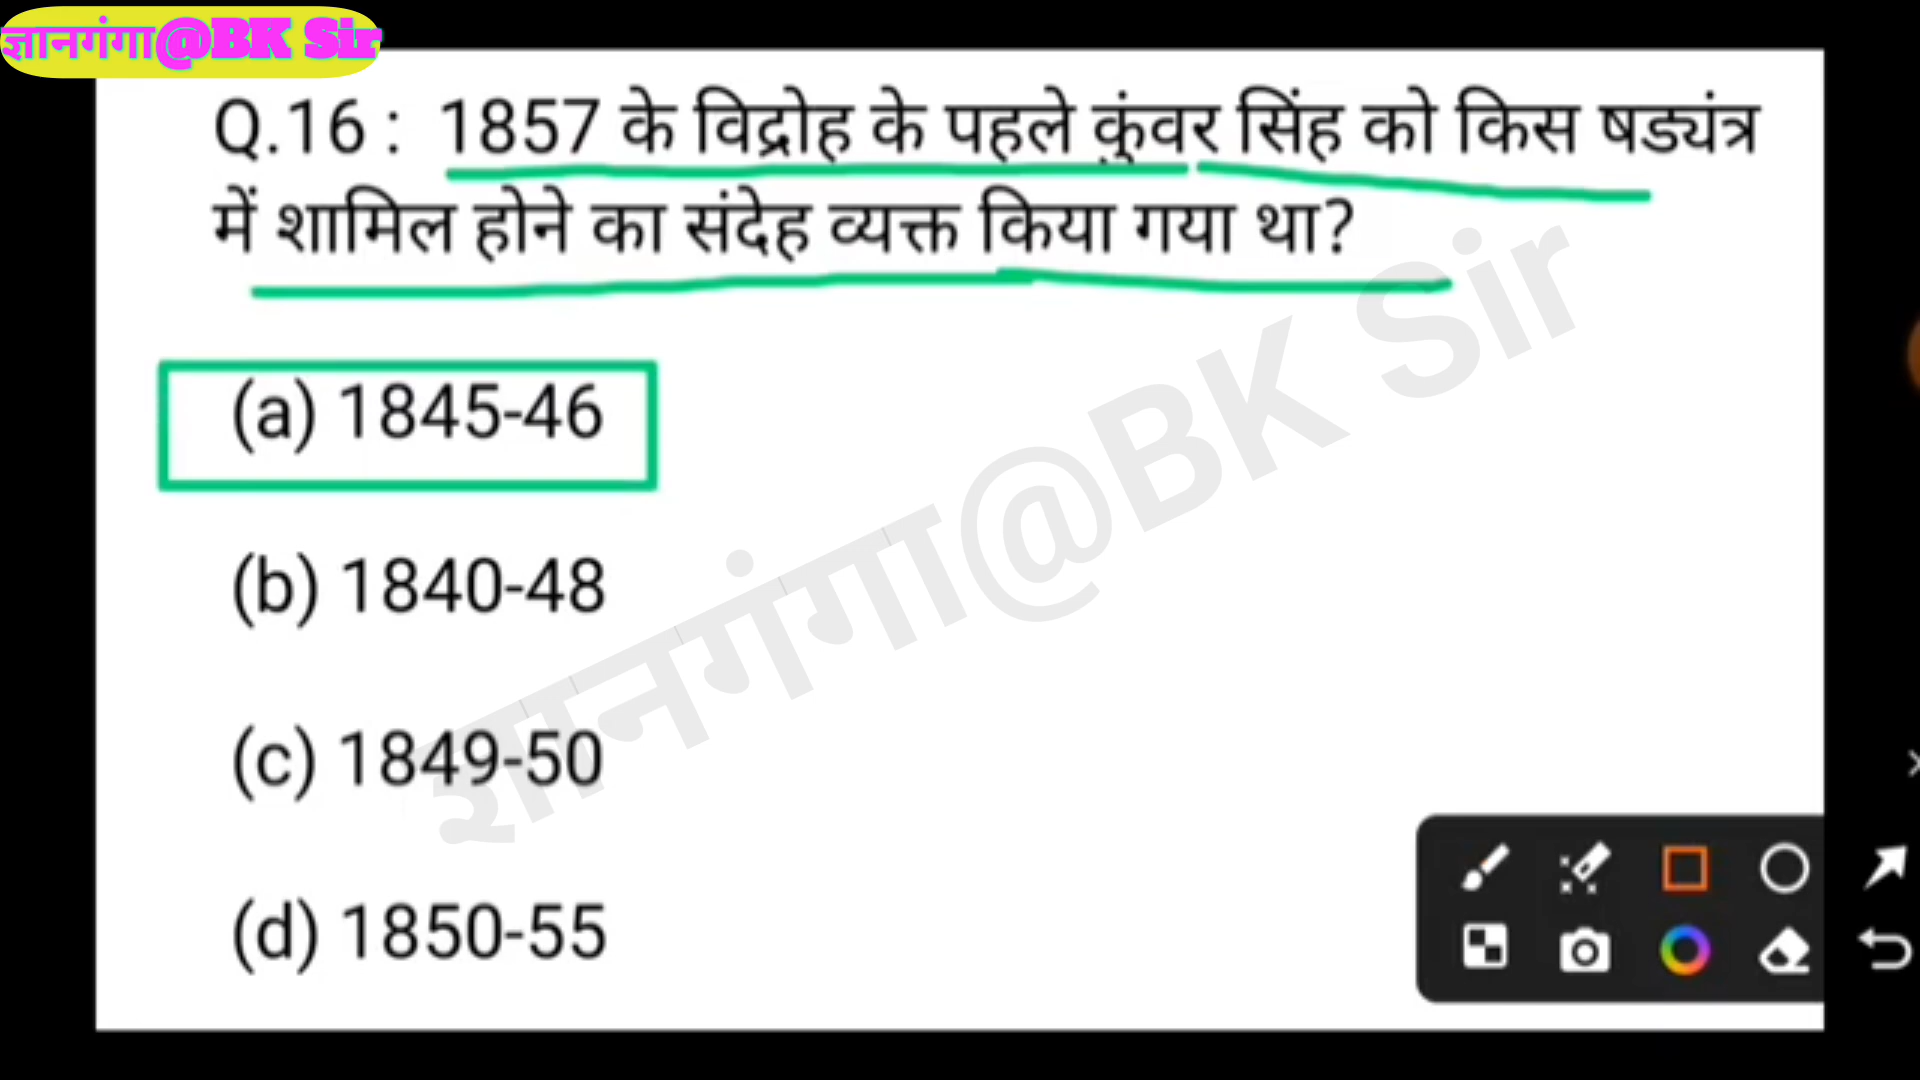 ज्ञानगंगा@BK Sir
Q.16 : 1857 के विद्रोह के पहले कुंवर सिंह को किस षड्यंत्र
में शामिल होने का संदेह व्यक्त किया गया था?
(a) 1845-46
(b) 1840-48
(c) 1849-50
(d) 1850-55
ज्ञानगंगा@BK Sir